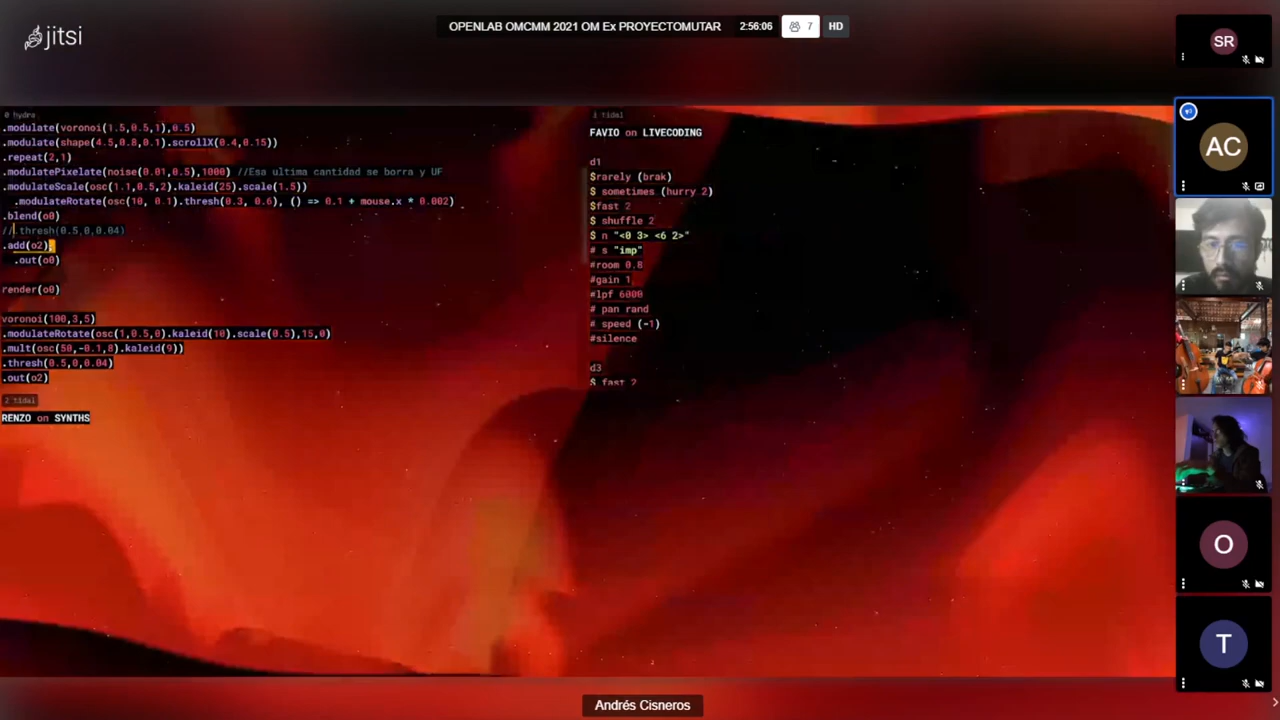 jitsi
OPENLAB OMCMM 2021 OM Ex PROYECTOMUTAR
2:56:06
7
HD
SR
AC
O
T
0 hydra
.modulate(voronoi(1.5,0.5,1),0.5)
.modulate(shape(4.5,0.8,0.1).scrollX(0.4,0.15))
.repeat(2,1)
.modulatePixelate(noise(0.01,0.5),1000) //Esa ultima cantidad se borra y UF
.modulateScale(osc(1.1,0.5,2).kaleid(25).scale(1.5))
.modulateRotate(osc(10, 0.1).thresh(0.3, 0.6), () => 0.1 + mouse.x * 0.002)
.blend(o0)
//.thresh(0.5,0,0.04)
.add(o2)
.out(o0)
render(o0)
voronoi(100,3,5)
.modulateRotate(osc(1,0.5,0).kaleid(10).scale(0.5),15,0)
.mult(osc(50,-0.1,8).kaleid(9))
.thresh(0.5,0,0.04)
.out(o2)
2 tidal
RENZO on SYNTHS
1 tidal
FAVIO on LIVECODING
d1
$rarely (brak)
$ sometimes (hurry 2)
$fast 2
$ shuffle 2
$ n "<0 3> <6 2>"
# s "imp"
#room 0.8
#gain 1
#lpf 6000
# pan rand
# speed (-1)
#silence
d3
$ fast 2
Andrés Cisneros